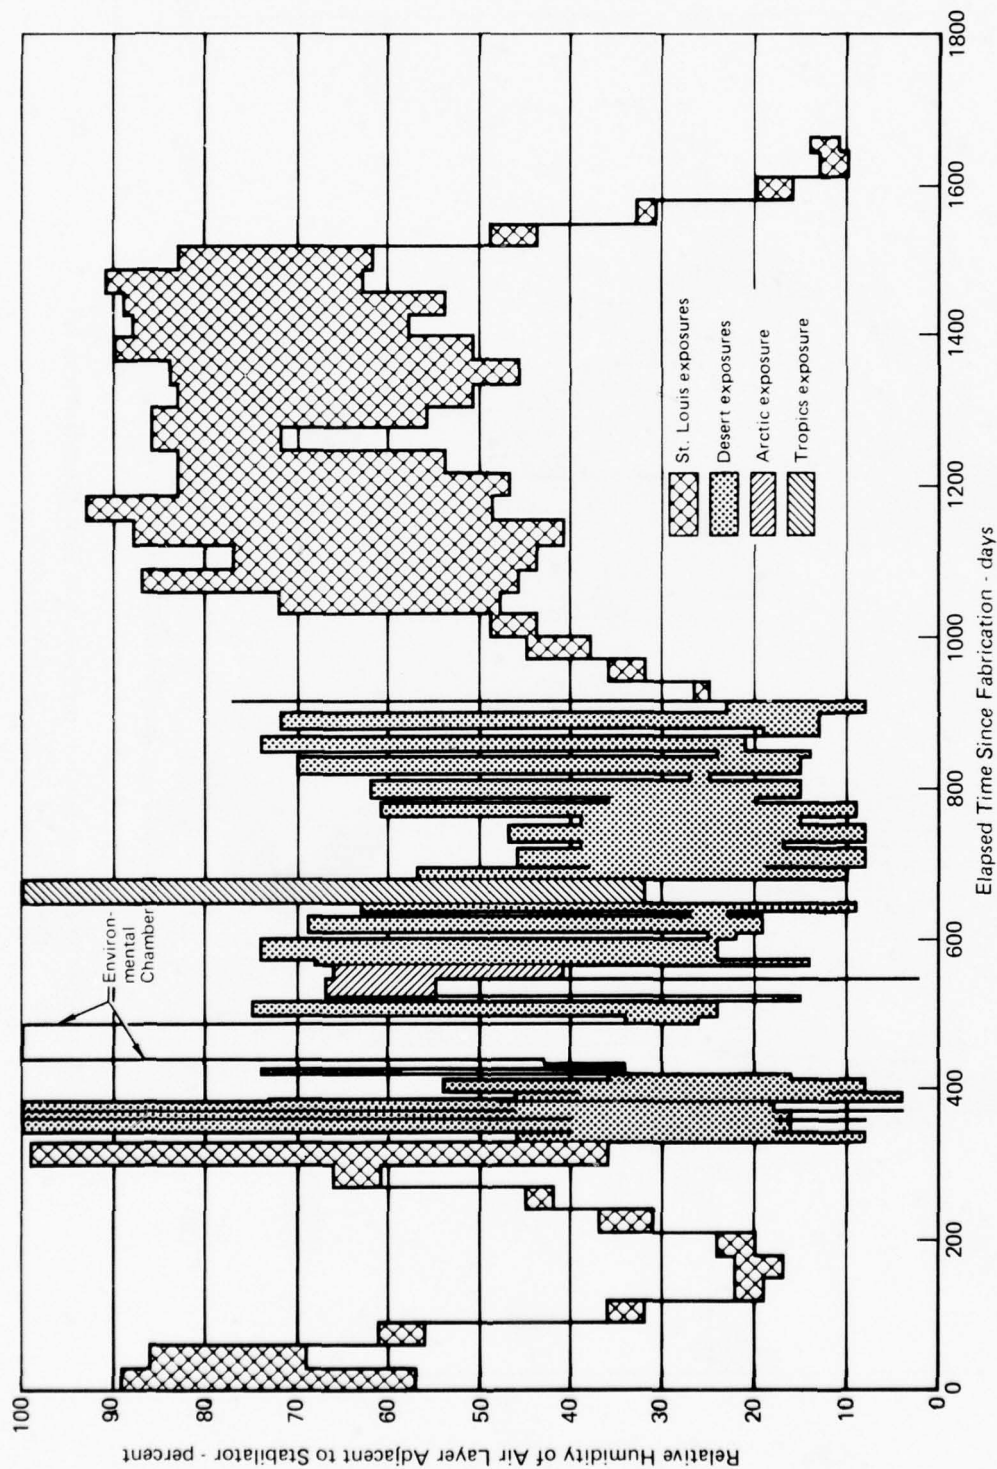 Relative Humidity of Air Layer Adjacent to Stabilator - percent
100
90
80
70
60
50
40
30
20
10
0
Environ-
mental
Chamber
St. Louis exposures
Desert exposures
Arctic exposure
Tropics exposure
0
200
400
600
800
1000
1200
1400
1600
1800
Elapsed Time Since Fabrication - days